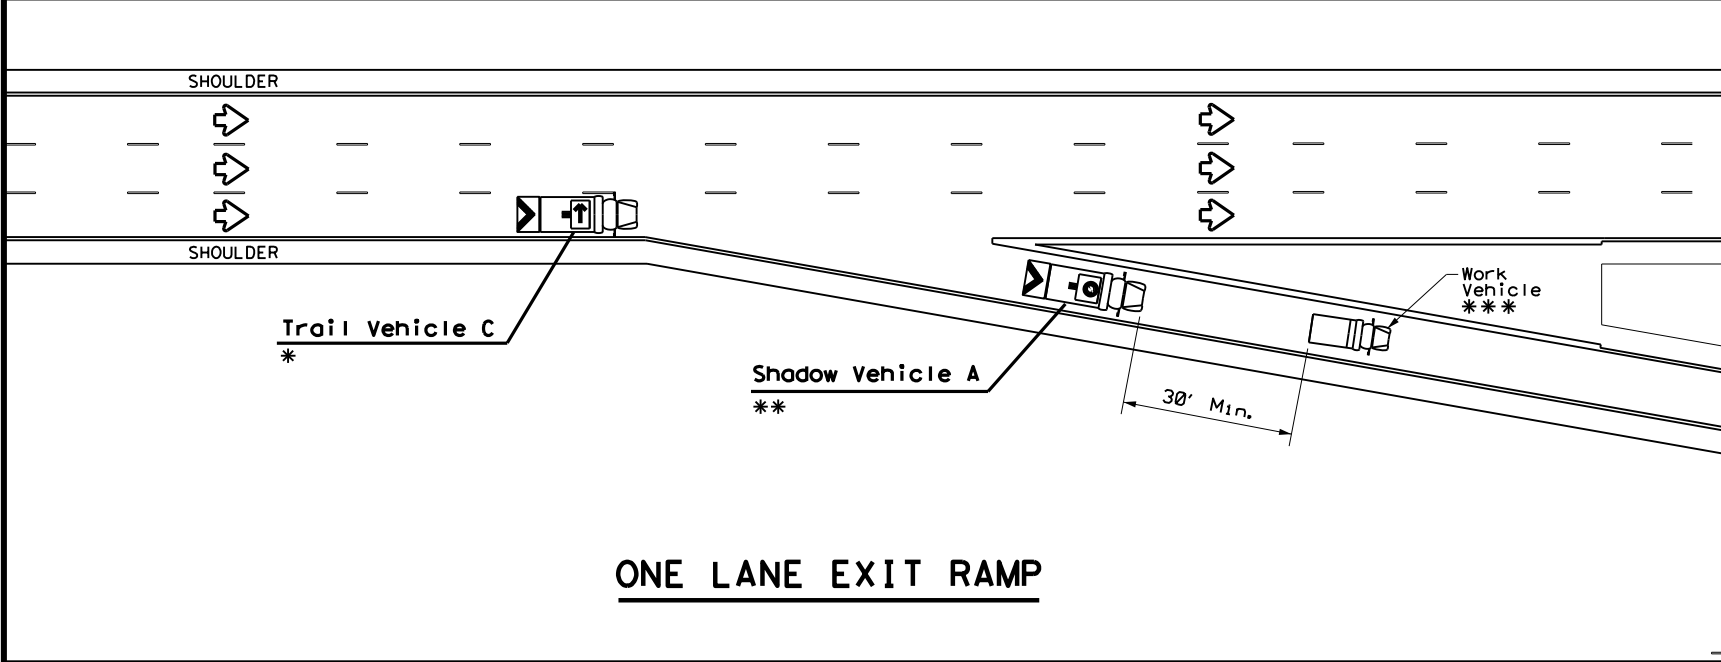 SHOULDER
SHOULDER
Trail Vehicle C
*
Shadow Vehicle A
**
Work
Vehicle
***
30' Min.
ONE LANE EXIT RAMP